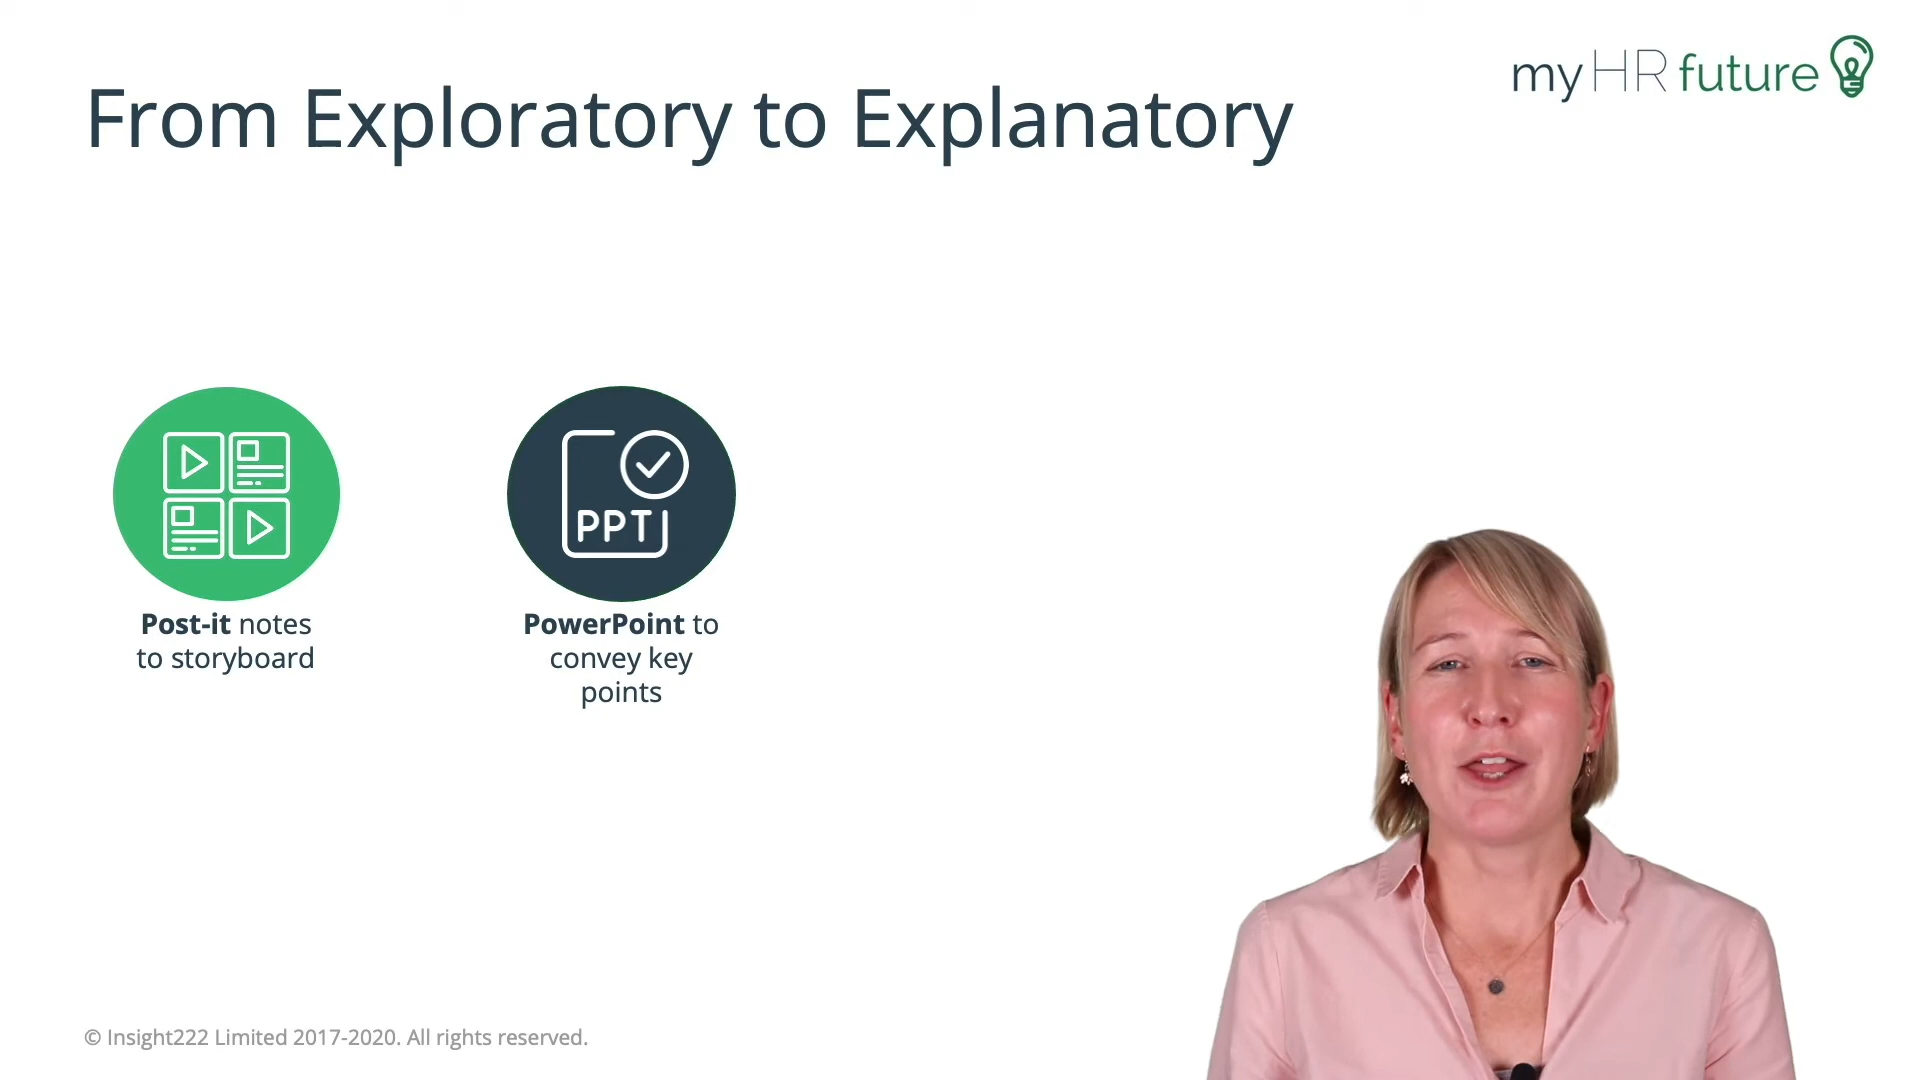 my HR future
From Exploratory to Explanatory
PPT
Post-it notes
to storyboard
PowerPoint to
convey key
points
© Insight222 Limited 2017-2020. All rights reserved.